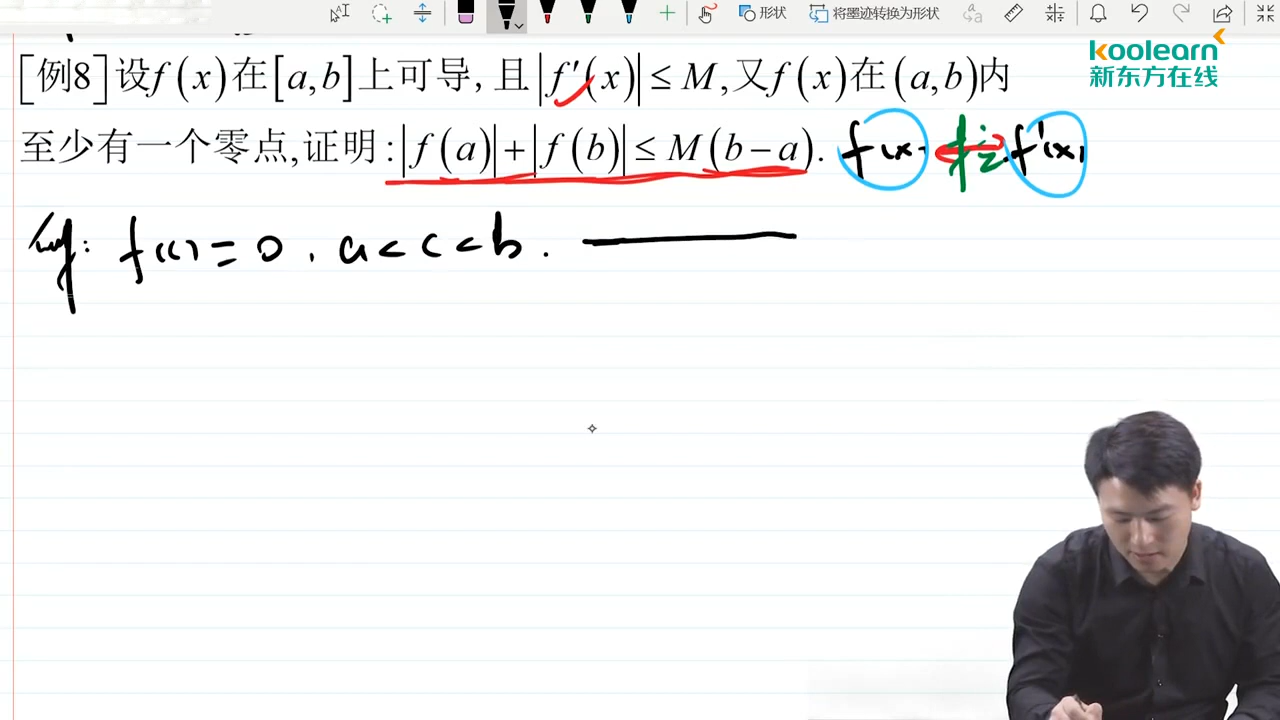 形状 将墨迹转换为形状
koolearn
新东方在线
[例8]设f(x)在[a,b]上可导,且|f′(x)|≤M,又f(x)在(a,b)内
至少有一个零点,证明:|f(a)|+|f(b)|≤M(b−a). f(x) f′(x)
f(c)=0, a<c<b.